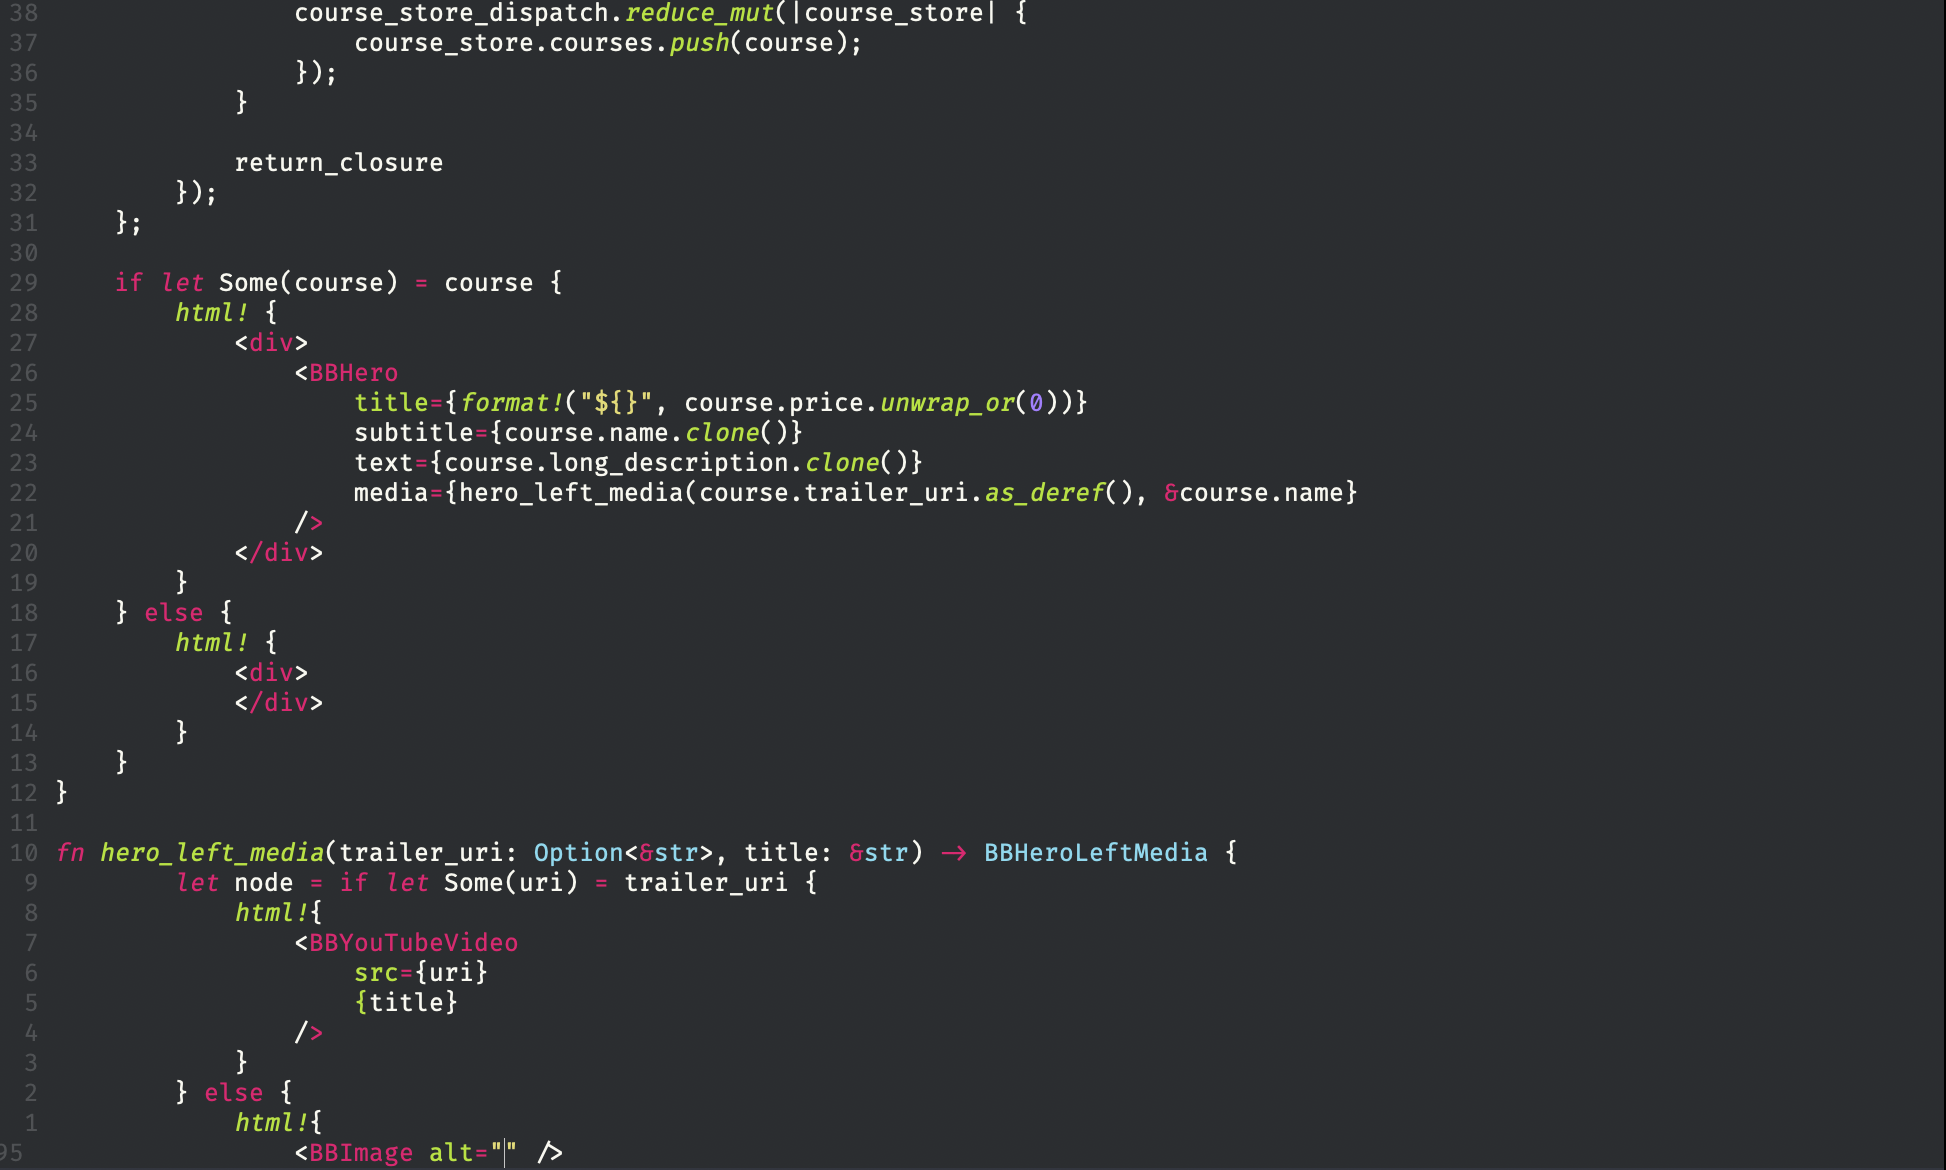 38 course_store_dispatch.reduce_mut(|course_store| {
37 course_store.courses.push(course);
36 });
35 }
34
33 return_closure
32 });
31 };
30
29 if let Some(course) = course {
28 html! {
27 <div>
26 <BBHero
25 title={format!("${}", course.price.unwrap_or(0))}
24 subtitle={course.name.clone()}
23 text={course.long_description.clone()}
22 media={hero_left_media(course.trailer_uri.as_deref(), &course.name}
21 />
20 </div>
19 }
18 } else {
17 html! {
16 <div>
15 </div>
14 }
13 }
12 }
11
10 fn hero_left_media(trailer_uri: Option<&str>, title: &str) -> BBHeroLeftMedia {
9 let node = if let Some(uri) = trailer_uri {
8 html!{
7 <BBYouTubeVideo
6 src={uri}
5 {title}
4 />
3 }
2 } else {
1 html!{
95 <BBImage alt="" />